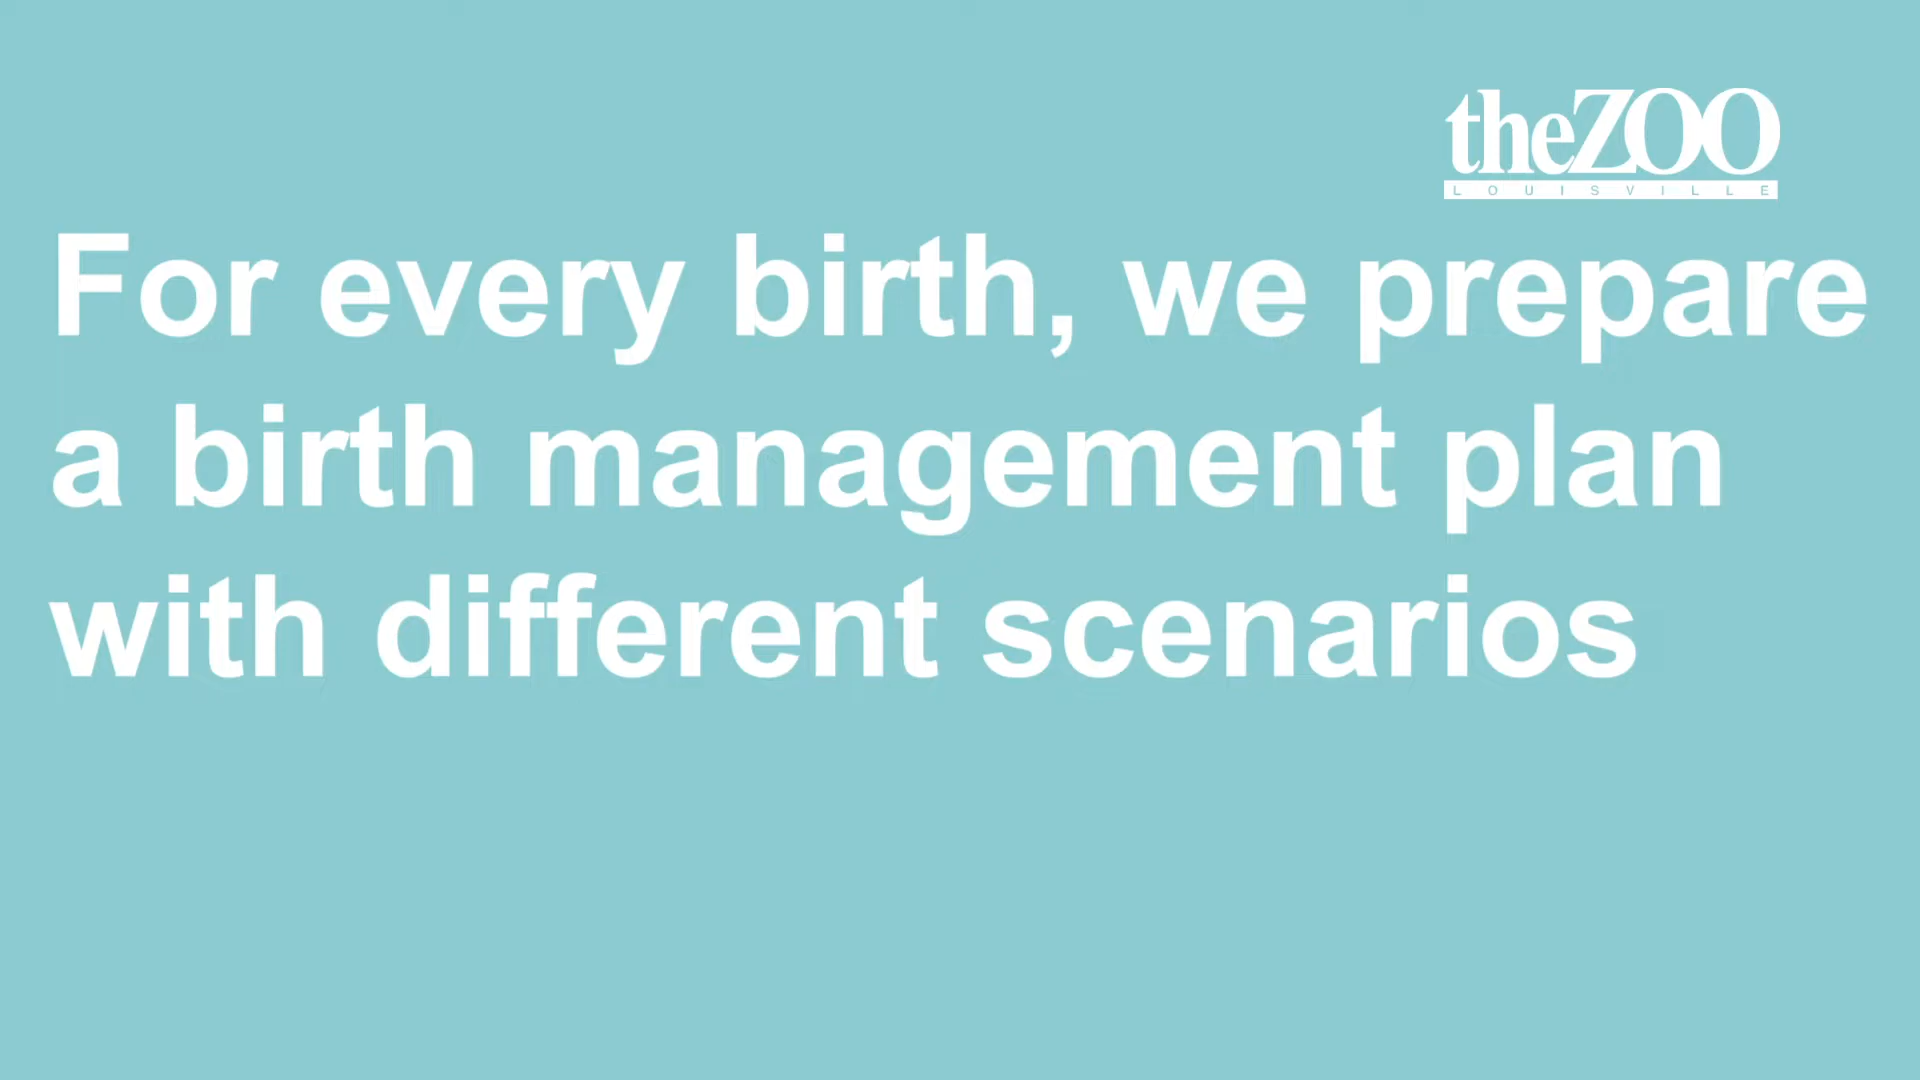 theZOO
LOUISVILLE
For every birth, we prepare
a birth management plan
with different scenarios